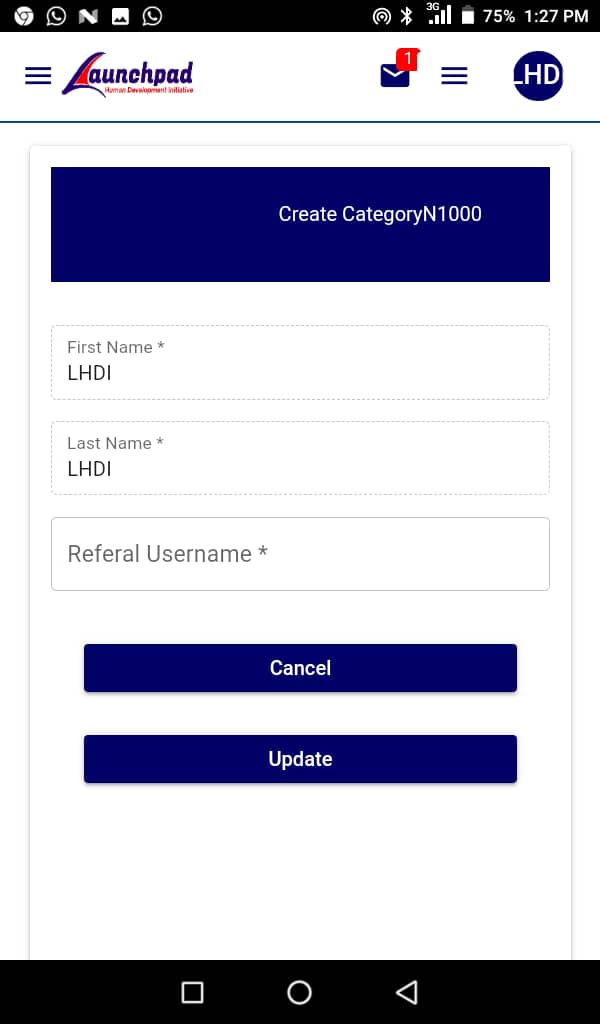 3G 75% 1:27 PM
Launchpad
Human Development Initiative
1
LHD
Create CategoryN1000
First Name *
LHDI
Last Name *
LHDI
Referal Username *
Cancel
Update